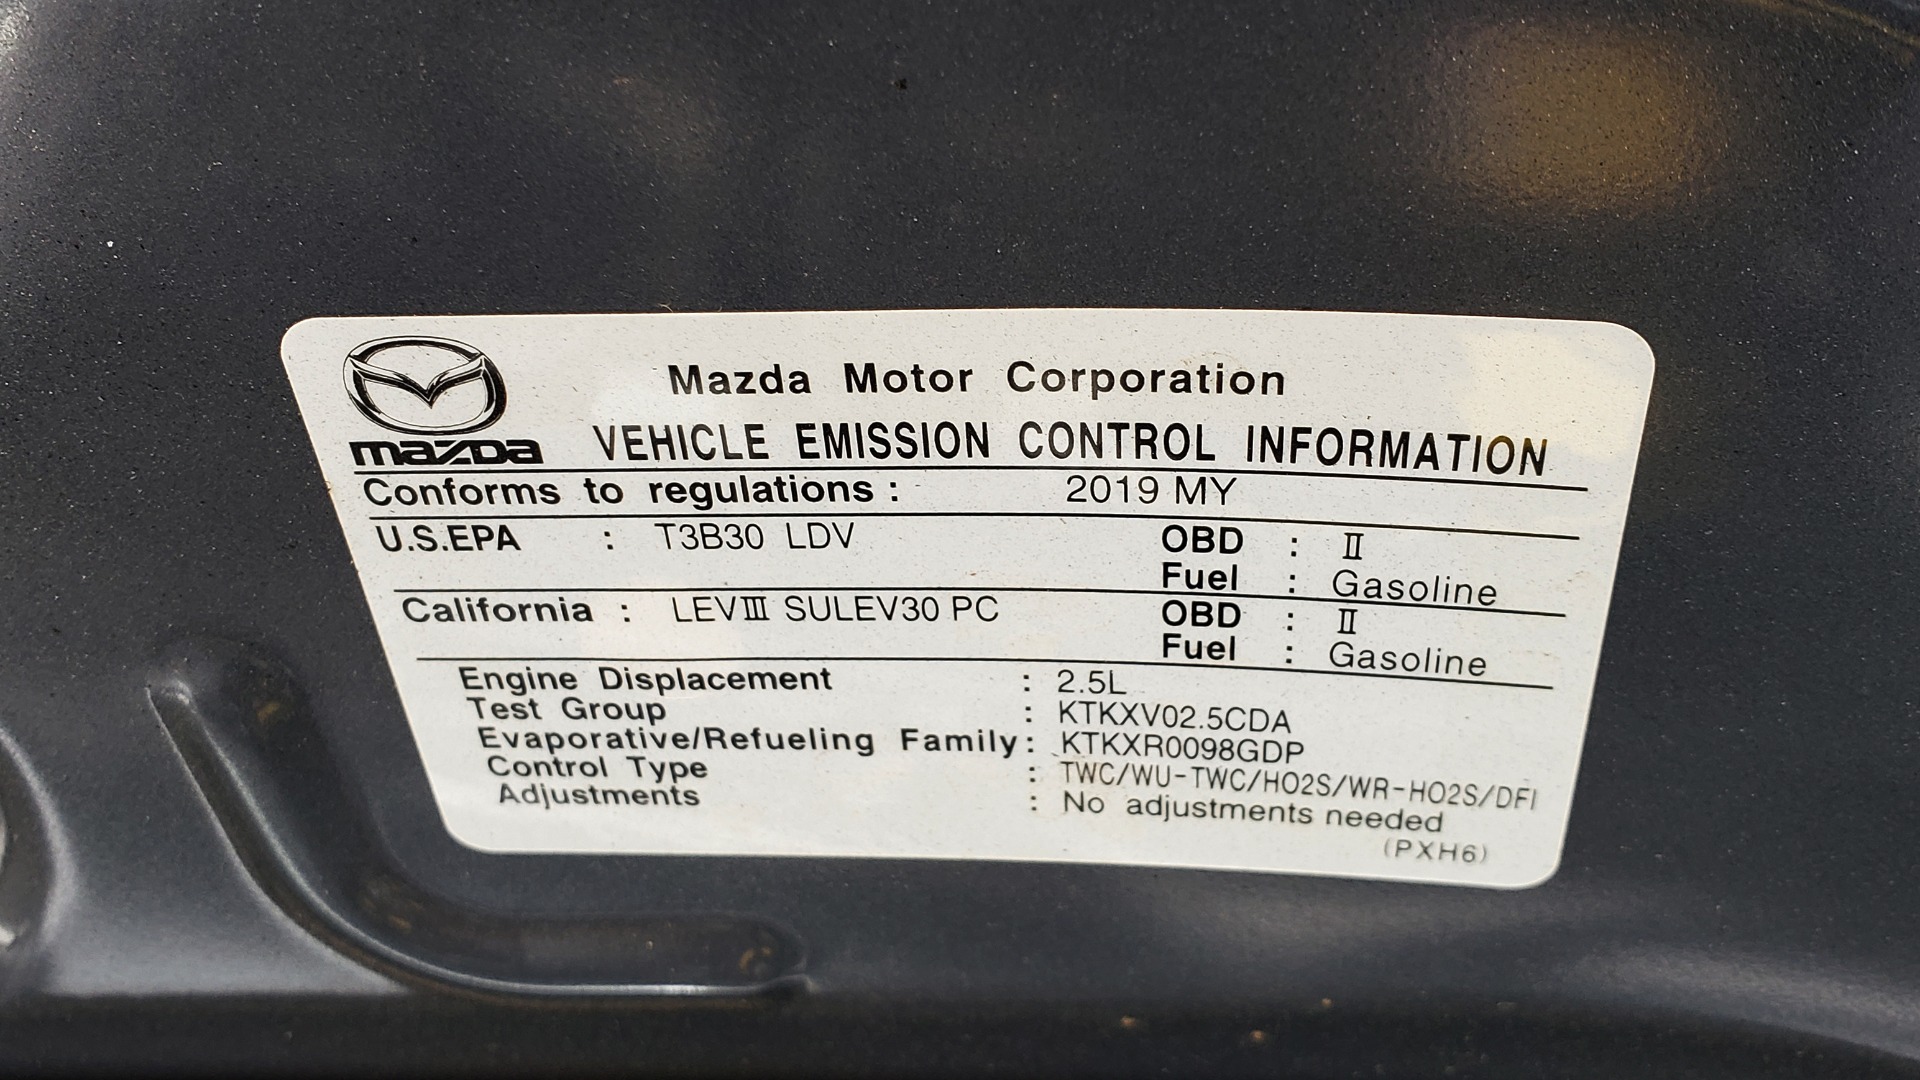 Mazda Motor Corporation
mazda VEHICLE EMISSION CONTROL INFORMATION
Conforms to regulations : 2019 MY
U.S.EPA : T3B30 LDV OBD : Ⅱ
Fuel : Gasoline
California : LEVⅢ SULEV30 PC OBD : Ⅱ
Fuel : Gasoline
Engine Displacement : 2.5L
Test Group : KTKXV02.5CDA
Evaporative/Refueling Family : KTKXR0098GDP
Control Type : TWC/WU-TWC/HO2S/WR-HO2S/DFI
Adjustments : No adjustments needed
(PXH6)